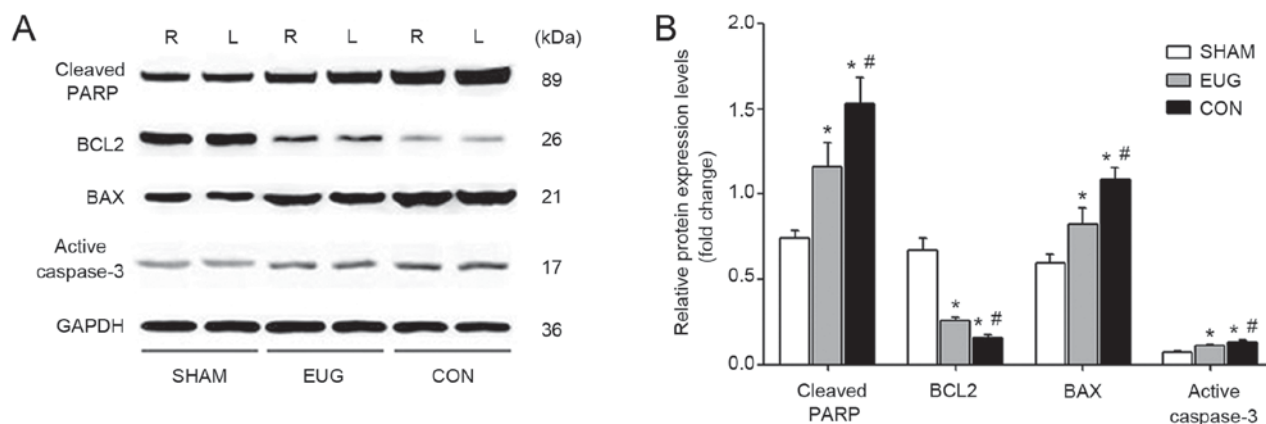 A
R L R L R L (kDa)
Cleaved
PARP
89
BCL2
26
BAX
21
Active
caspase-3
17
GAPDH
36
SHAM EUG CON
B
Relative protein expression levels
(fold change)
2.0
1.5
1.0
0.5
0.0
SHAM
EUG
CON
* * #
* * #
* * #
* * #
Cleaved
PARP
BCL2
BAX
Active
caspase-3